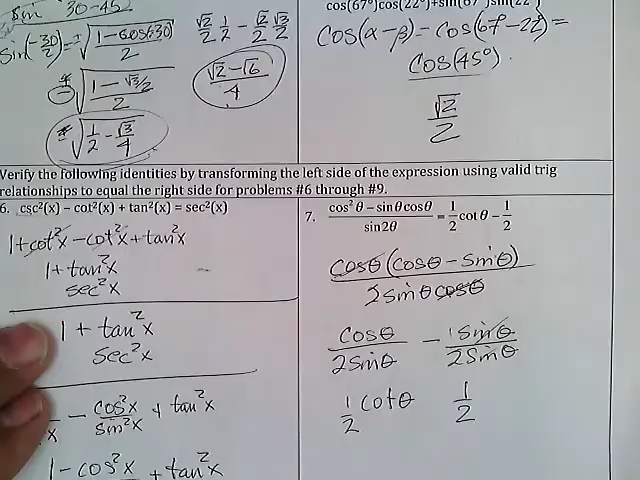 sin 30-45
sin(-30/2) = ±√((1-cos(-30))/2)
√2/2 1/2 - √2/2 √3/2
(√2-√6)/4
√((1-√3/2)/2)
√(1/2 - √3/4)
cos(67°)cos(22°)+sin(67°)sin(22°)
cos(α-β) = cos(67-22) =
cos(45°).
√2/2
Verify the following identities by transforming the left side of the expression using valid trig
relationships to equal the right side for problems #6 through #9.
6. csc²(x) – cot²(x) + tan²(x) = sec²(x)
1+cot²x - cot²x + tan²x
1+tan²x
sec²x
1 + tan²x
sec²x
x - cos²x/sin²x + tan²x
1 - cos²x + tan²x
7. (cos²θ – sinθcosθ)/sin2θ = 1/2 cotθ – 1/2
cosθ(cosθ - sinθ)/2sinθcosθ
cosθ/2sinθ - 1sinθ/2sinθ
1/2 cotθ 1/2